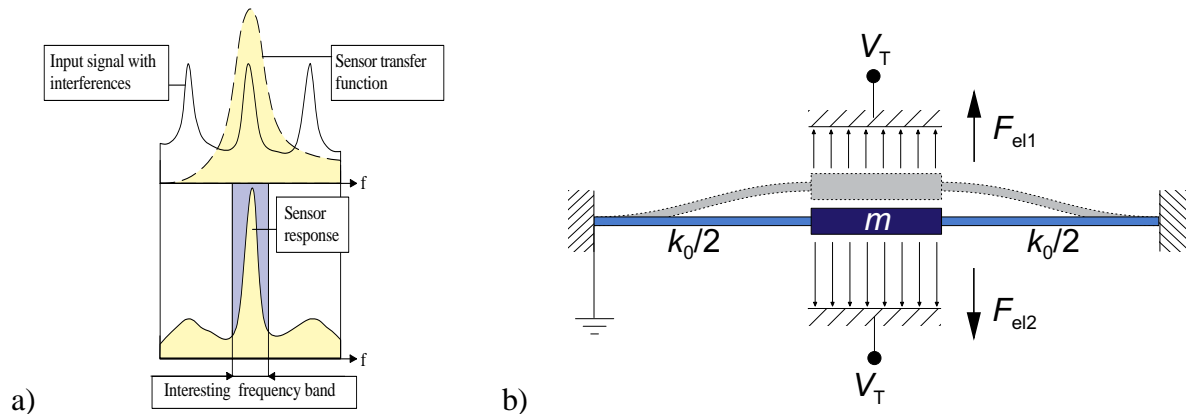 Input signal with
interferences
Sensor transfer
function
f
Sensor
response
f
Interesting frequency band
a)
V_T
F_el1
m
k_0/2
k_0/2
F_el2
V_T
b)